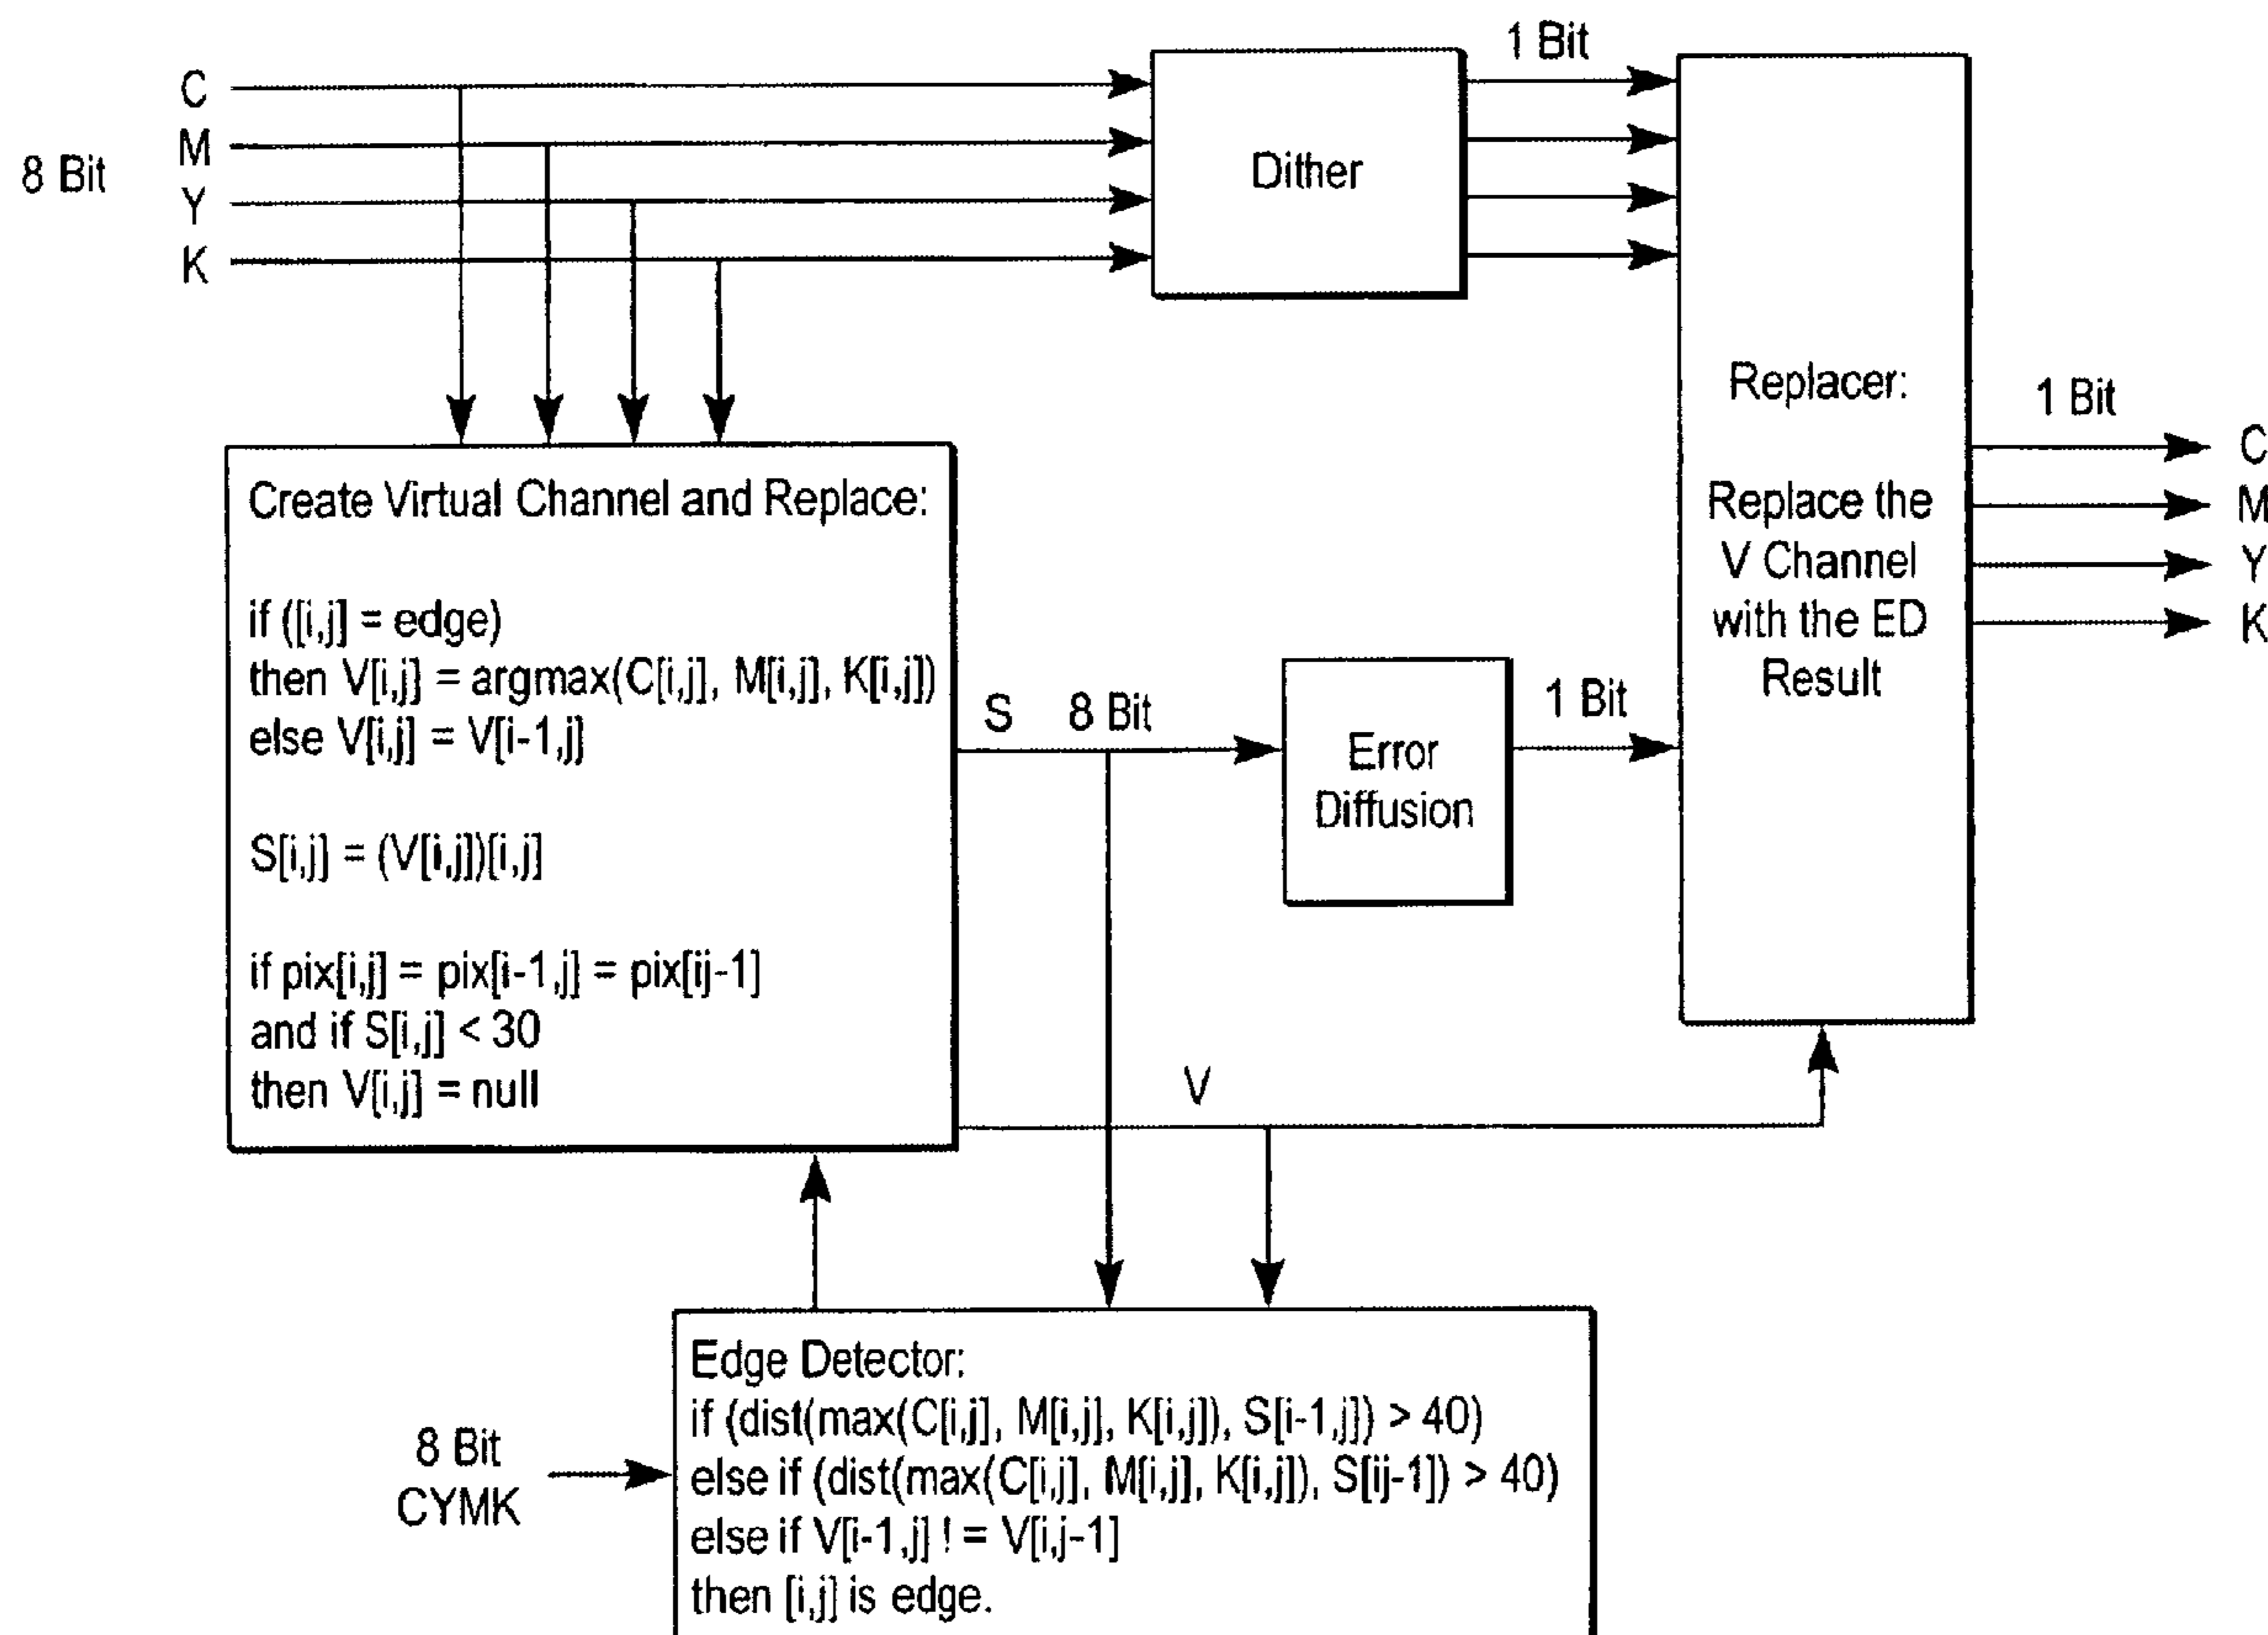 8 Bit
C
M
Y
K
Dither
1 Bit
Replacer:
Replace the
V Channel
with the ED
Result
1 Bit
C
M
Y
K
Create Virtual Channel and Replace:
if ([i,j] = edge)
then V[i,j] = argmax(C[i,j], M[i,j], K[i,j])
else V[i,j] = V[i-1,j]
S[i,j] = (V[i,j])[i,j]
if pix[i,j] = pix[i-1,j] = pix[ij-1]
and if S[i,j] < 30
then V[i,j] = null
S 8 Bit
Error
Diffusion
1 Bit
V
8 Bit
CYMK
Edge Detector:
if (dist(max(C[i,j], M[i,j], K[i,j]), S[i-1,j]) > 40)
else if (dist(max(C[i,j], M[i,j], K[i,j]), S[ij-1]) > 40)
else if V[i-1,j] ! = V[i,j-1]
then [i,j] is edge.